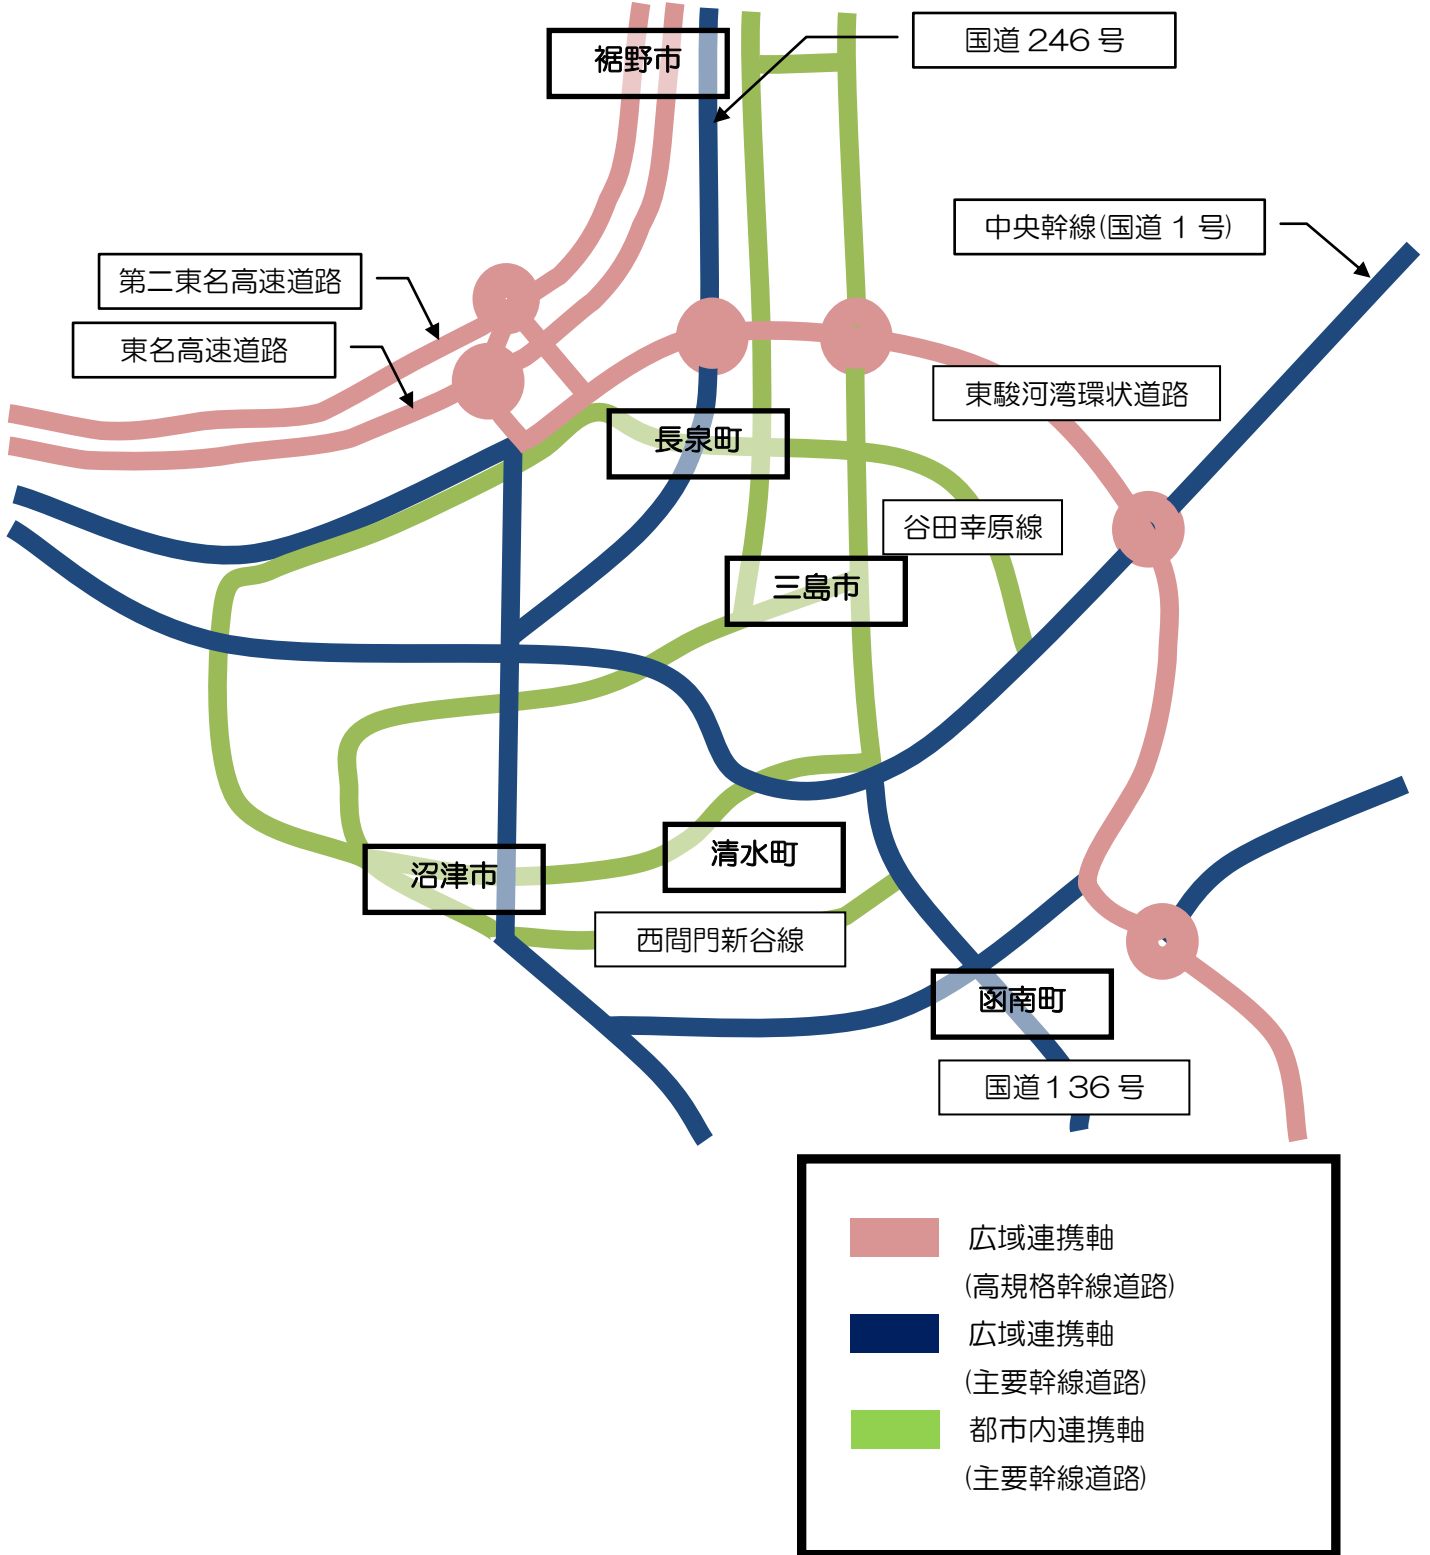 裾野市
国道 246 号
中央幹線(国道 1 号)
第二東名高速道路
東名高速道路
東駿河湾環状道路
長泉町
谷田幸原線
三島市
清水町
沼津市
西間門新谷線
函南町
国道 136 号
広域連携軸
(高規格幹線道路)
広域連携軸
(主要幹線道路)
都市内連携軸
(主要幹線道路)